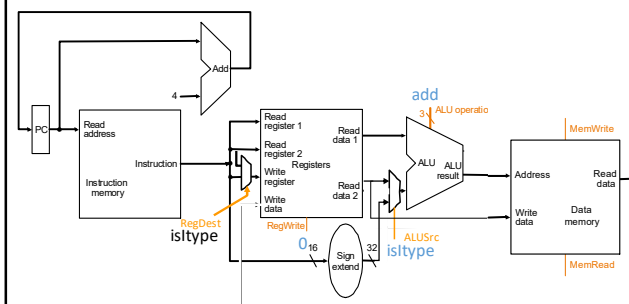 Add
4
add
3
ALU operatio
PC
Read
address
Instruction
Instruction
memory
Read
register 1
Read
register 2
Write
register
Write
data
Registers
Read
data 1
Read
data 2
ALU
ALU
result
MemWrite
Address
Read
data
Write
data
Data
memory
MemRead
RegDest
isItype
RegWrite
0
16
Sign
extend
32
ALUSrc
isItype